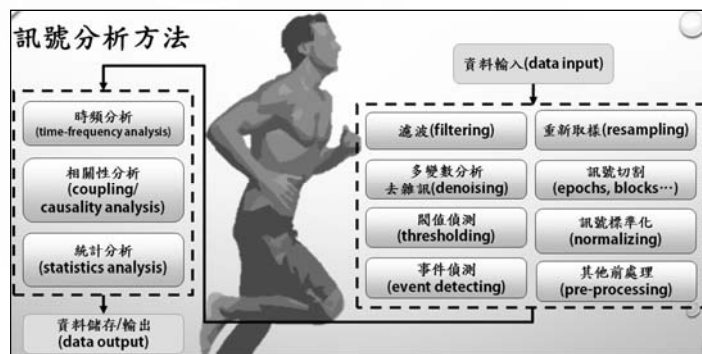 訊號分析方法
資料輸入(data input)
濾波(filtering)
重新取樣(resampling)
多變數分析
去雜訊(denoising)
訊號切割
(epochs, blocks⋯)
閥值偵測
(thresholding)
訊號標準化
(normalizing)
事件偵測
(event detecting)
其他前處理
(pre-processing)
時頻分析
(time-frequency analysis)
相關性分析
(coupling/
causality analysis)
統計分析
(statistics analysis)
資料儲存/輸出
(data output)